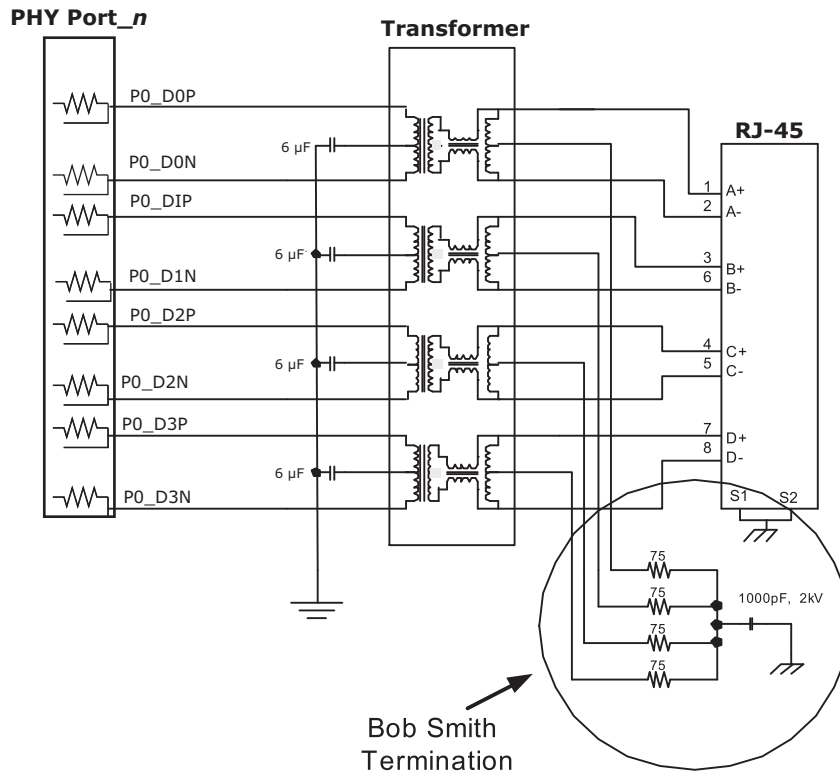 PHY Port_n
Transformer
RJ-45
P0_D0P
6 µF
P0_D0N
P0_DIP
6 µF
P0_D1N
P0_D2P
6 µF
P0_D2N
P0_D3P
6 µF
P0_D3N
1 A+
2 A-
3 B+
6 B-
4 C+
5 C-
7 D+
8 D-
S1 S2
75
75
75
75
1000pF, 2kV
Bob Smith
Termination